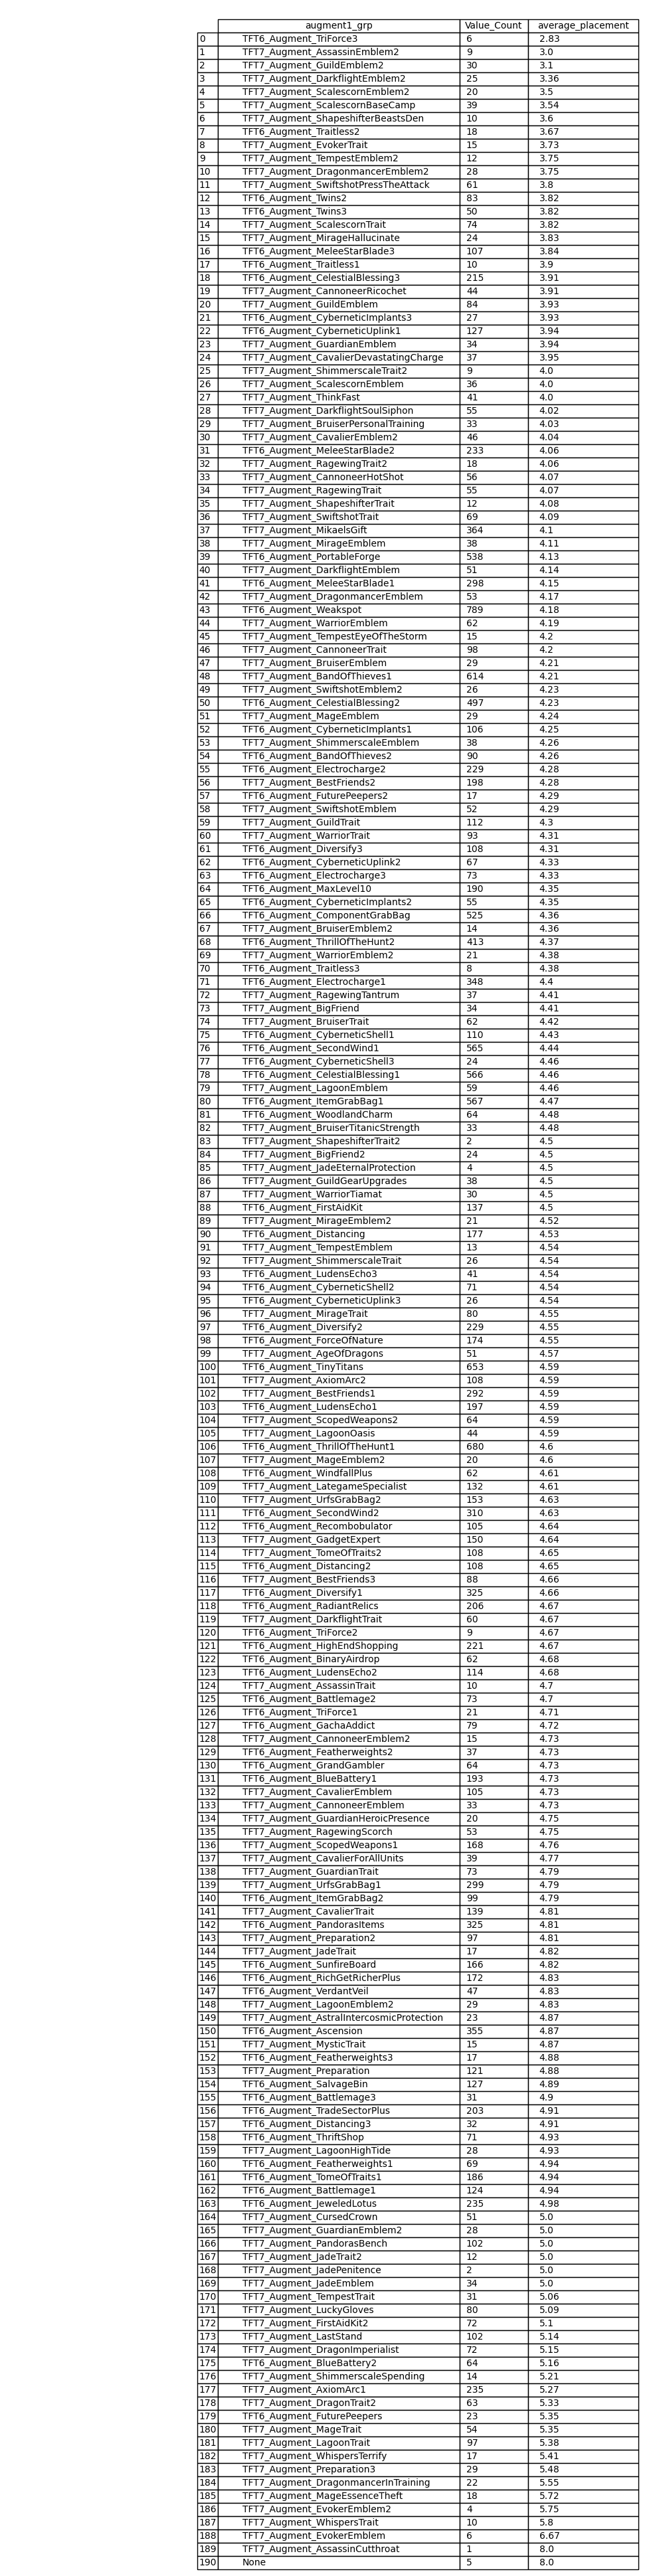 augment1_grp Value_Count average_placement
0 TFT6_Augment_TriForce3 6 2.83
1 TFT7_Augment_AssassinEmblem2 9 3.0
2 TFT7_Augment_GuildEmblem2 30 3.1
3 TFT7_Augment_DarkflightEmblem2 25 3.36
4 TFT7_Augment_ScalescornEmblem2 20 3.5
5 TFT7_Augment_ScalescornBaseCamp 39 3.54
6 TFT7_Augment_ShapeshifterBeastsDen 10 3.6
7 TFT6_Augment_Traitless2 18 3.67
8 TFT7_Augment_EvokerTrait 15 3.73
9 TFT7_Augment_TempestEmblem2 12 3.75
10 TFT7_Augment_DragonmancerEmblem2 28 3.75
11 TFT7_Augment_SwiftshotPressTheAttack 61 3.8
12 TFT6_Augment_Twins2 83 3.82
13 TFT6_Augment_Twins3 50 3.82
14 TFT7_Augment_ScalescornTrait 74 3.82
15 TFT7_Augment_MirageHallucinate 24 3.83
16 TFT6_Augment_MeleeStarBlade3 107 3.84
17 TFT6_Augment_Traitless1 10 3.9
18 TFT6_Augment_CelestialBlessing3 215 3.91
19 TFT7_Augment_CannoneerRicochet 44 3.91
20 TFT7_Augment_GuildEmblem 84 3.93
21 TFT6_Augment_CyberneticImplants3 27 3.93
22 TFT6_Augment_CyberneticUplink1 127 3.94
23 TFT7_Augment_GuardianEmblem 34 3.94
24 TFT7_Augment_CavalierDevastatingCharge 37 3.95
25 TFT7_Augment_ShimmerscaleTrait2 9 4.0
26 TFT7_Augment_ScalescornEmblem 36 4.0
27 TFT7_Augment_ThinkFast 41 4.0
28 TFT7_Augment_DarkflightSoulSiphon 55 4.02
29 TFT7_Augment_BruiserPersonalTraining 33 4.03
30 TFT7_Augment_CavalierEmblem2 46 4.04
31 TFT6_Augment_MeleeStarBlade2 233 4.06
32 TFT7_Augment_RagewingTrait2 18 4.06
33 TFT7_Augment_CannoneerHotShot 56 4.07
34 TFT7_Augment_RagewingTrait 55 4.07
35 TFT7_Augment_ShapeshifterTrait 12 4.08
36 TFT7_Augment_SwiftshotTrait 69 4.09
37 TFT7_Augment_MikaelsGift 364 4.1
38 TFT7_Augment_MirageEmblem 38 4.11
39 TFT6_Augment_PortableForge 538 4.13
40 TFT7_Augment_DarkflightEmblem 51 4.14
41 TFT6_Augment_MeleeStarBlade1 298 4.15
42 TFT7_Augment_DragonmancerEmblem 53 4.17
43 TFT6_Augment_Weakspot 789 4.18
44 TFT7_Augment_WarriorEmblem 62 4.19
45 TFT7_Augment_TempestEyeOfTheStorm 15 4.2
46 TFT7_Augment_CannoneerTrait 98 4.2
47 TFT7_Augment_BruiserEmblem 29 4.21
48 TFT7_Augment_BandOfThieves1 614 4.21
49 TFT7_Augment_SwiftshotEmblem2 26 4.23
50 TFT6_Augment_CelestialBlessing2 497 4.23
51 TFT7_Augment_MageEmblem 29 4.24
52 TFT6_Augment_CyberneticImplants1 106 4.25
53 TFT7_Augment_ShimmerscaleEmblem 38 4.26
54 TFT7_Augment_BandOfThieves2 90 4.26
55 TFT6_Augment_Electrocharge2 229 4.28
56 TFT7_Augment_BestFriends2 198 4.28
57 TFT6_Augment_FuturePeepers2 17 4.29
58 TFT7_Augment_SwiftshotEmblem 52 4.29
59 TFT7_Augment_GuildTrait 112 4.3
60 TFT7_Augment_WarriorTrait 93 4.31
61 TFT6_Augment_Diversify3 108 4.31
62 TFT6_Augment_CyberneticUplink2 67 4.33
63 TFT6_Augment_Electrocharge3 73 4.33
64 TFT6_Augment_MaxLevel10 190 4.35
65 TFT6_Augment_CyberneticImplants2 55 4.35
66 TFT6_Augment_ComponentGrabBag 525 4.36
67 TFT7_Augment_BruiserEmblem2 14 4.36
68 TFT6_Augment_ThrillOfTheHunt2 413 4.37
69 TFT7_Augment_WarriorEmblem2 21 4.38
70 TFT6_Augment_Traitless3 8 4.38
71 TFT6_Augment_Electrocharge1 348 4.4
72 TFT7_Augment_RagewingTantrum 37 4.41
73 TFT7_Augment_BigFriend 34 4.41
74 TFT7_Augment_BruiserTrait 62 4.42
75 TFT6_Augment_CyberneticShell1 110 4.43
76 TFT6_Augment_SecondWind1 565 4.44
77 TFT6_Augment_CyberneticShell3 24 4.46
78 TFT6_Augment_CelestialBlessing1 566 4.46
79 TFT7_Augment_LagoonEmblem 59 4.46
80 TFT6_Augment_ItemGrabBag1 567 4.47
81 TFT6_Augment_WoodlandCharm 64 4.48
82 TFT7_Augment_BruiserTitanicStrength 33 4.48
83 TFT7_Augment_ShapeshifterTrait2 2 4.5
84 TFT7_Augment_BigFriend2 24 4.5
85 TFT7_Augment_JadeEternalProtection 4 4.5
86 TFT7_Augment_GuildGearUpgrades 38 4.5
87 TFT7_Augment_WarriorTiamat 30 4.5
88 TFT6_Augment_FirstAidKit 137 4.5
89 TFT7_Augment_MirageEmblem2 21 4.52
90 TFT6_Augment_Distancing 177 4.53
91 TFT7_Augment_TempestEmblem 13 4.54
92 TFT7_Augment_ShimmerscaleTrait 26 4.54
93 TFT6_Augment_LudensEcho3 41 4.54
94 TFT6_Augment_CyberneticShell2 71 4.54
95 TFT6_Augment_CyberneticUplink3 26 4.54
96 TFT7_Augment_MirageTrait 80 4.55
97 TFT6_Augment_Diversify2 229 4.55
98 TFT6_Augment_ForceOfNature 174 4.55
99 TFT7_Augment_AgeOfDragons 51 4.57
100 TFT6_Augment_TinyTitans 653 4.59
101 TFT7_Augment_AxiomArc2 108 4.59
102 TFT7_Augment_BestFriends1 292 4.59
103 TFT6_Augment_LudensEcho1 197 4.59
104 TFT7_Augment_ScopedWeapons2 64 4.59
105 TFT7_Augment_LagoonOasis 44 4.59
106 TFT6_Augment_ThrillOfTheHunt1 680 4.6
107 TFT7_Augment_MageEmblem2 20 4.6
108 TFT6_Augment_WindfallPlus 62 4.61
109 TFT7_Augment_LategameSpecialist 132 4.61
110 TFT7_Augment_UrfsGrabBag2 153 4.63
111 TFT6_Augment_SecondWind2 310 4.63
112 TFT6_Augment_Recombobulator 105 4.64
113 TFT7_Augment_GadgetExpert 150 4.64
114 TFT7_Augment_TomeOfTraits2 108 4.65
115 TFT6_Augment_Distancing2 108 4.65
116 TFT7_Augment_BestFriends3 88 4.66
117 TFT6_Augment_Diversify1 325 4.66
118 TFT6_Augment_RadiantRelics 206 4.67
119 TFT7_Augment_DarkflightTrait 60 4.67
120 TFT6_Augment_TriForce2 9 4.67
121 TFT6_Augment_HighEndShopping 221 4.67
122 TFT6_Augment_BinaryAirdrop 62 4.68
123 TFT6_Augment_LudensEcho2 114 4.68
124 TFT7_Augment_AssassinTrait 10 4.7
125 TFT6_Augment_Battlemage2 73 4.7
126 TFT6_Augment_TriForce1 21 4.71
127 TFT6_Augment_GachaAddict 79 4.72
128 TFT7_Augment_CannoneerEmblem2 15 4.73
129 TFT6_Augment_Featherweights2 37 4.73
130 TFT6_Augment_GrandGambler 64 4.73
131 TFT6_Augment_BlueBattery1 193 4.73
132 TFT7_Augment_CavalierEmblem 105 4.73
133 TFT7_Augment_CannoneerEmblem 33 4.73
134 TFT7_Augment_GuardianHeroicPresence 20 4.75
135 TFT7_Augment_RagewingScorch 53 4.75
136 TFT7_Augment_ScopedWeapons1 168 4.76
137 TFT7_Augment_CavalierForAllUnits 39 4.77
138 TFT7_Augment_GuardianTrait 73 4.79
139 TFT7_Augment_UrfsGrabBag1 299 4.79
140 TFT6_Augment_ItemGrabBag2 99 4.79
141 TFT7_Augment_CavalierTrait 139 4.81
142 TFT6_Augment_PandorasItems 325 4.81
143 TFT7_Augment_Preparation2 97 4.81
144 TFT7_Augment_JadeTrait 17 4.82
145 TFT6_Augment_SunfireBoard 166 4.82
146 TFT6_Augment_RichGetRicherPlus 172 4.83
147 TFT6_Augment_VerdantVeil 47 4.83
148 TFT7_Augment_LagoonEmblem2 29 4.83
149 TFT7_Augment_AstralIntercosmicProtection 23 4.87
150 TFT6_Augment_Ascension 355 4.87
151 TFT7_Augment_MysticTrait 15 4.87
152 TFT6_Augment_Featherweights3 17 4.88
153 TFT7_Augment_Preparation 121 4.88
154 TFT6_Augment_SalvageBin 127 4.89
155 TFT6_Augment_Battlemage3 31 4.9
156 TFT6_Augment_TradeSectorPlus 203 4.91
157 TFT6_Augment_Distancing3 32 4.91
158 TFT6_Augment_ThriftShop 71 4.93
159 TFT7_Augment_LagoonHighTide 28 4.93
160 TFT6_Augment_Featherweights1 69 4.94
161 TFT6_Augment_TomeOfTraits1 186 4.94
162 TFT6_Augment_Battlemage1 124 4.94
163 TFT6_Augment_JeweledLotus 235 4.98
164 TFT7_Augment_CursedCrown 51 5.0
165 TFT7_Augment_GuardianEmblem2 28 5.0
166 TFT7_Augment_PandorasBench 102 5.0
167 TFT7_Augment_JadeTrait2 12 5.0
168 TFT7_Augment_JadePenitence 2 5.0
169 TFT7_Augment_JadeEmblem 34 5.0
170 TFT7_Augment_TempestTrait 31 5.06
171 TFT7_Augment_LuckyGloves 80 5.09
172 TFT7_Augment_FirstAidKit2 72 5.1
173 TFT7_Augment_LastStand 102 5.14
174 TFT7_Augment_DragonImperialist 72 5.15
175 TFT6_Augment_BlueBattery2 64 5.16
176 TFT7_Augment_ShimmerscaleSpending 14 5.21
177 TFT7_Augment_AxiomArc1 235 5.27
178 TFT7_Augment_DragonTrait2 63 5.33
179 TFT6_Augment_FuturePeepers 23 5.35
180 TFT7_Augment_MageTrait 54 5.35
181 TFT7_Augment_LagoonTrait 97 5.38
182 TFT7_Augment_WhispersTerrify 17 5.41
183 TFT7_Augment_Preparation3 29 5.48
184 TFT7_Augment_DragonmancerInTraining 22 5.55
185 TFT7_Augment_MageEssenceTheft 18 5.72
186 TFT7_Augment_EvokerEmblem2 4 5.75
187 TFT7_Augment_WhispersTrait 10 5.8
188 TFT7_Augment_EvokerEmblem 6 6.67
189 TFT7_Augment_AssassinCutthroat 1 8.0
190 None 5 8.0